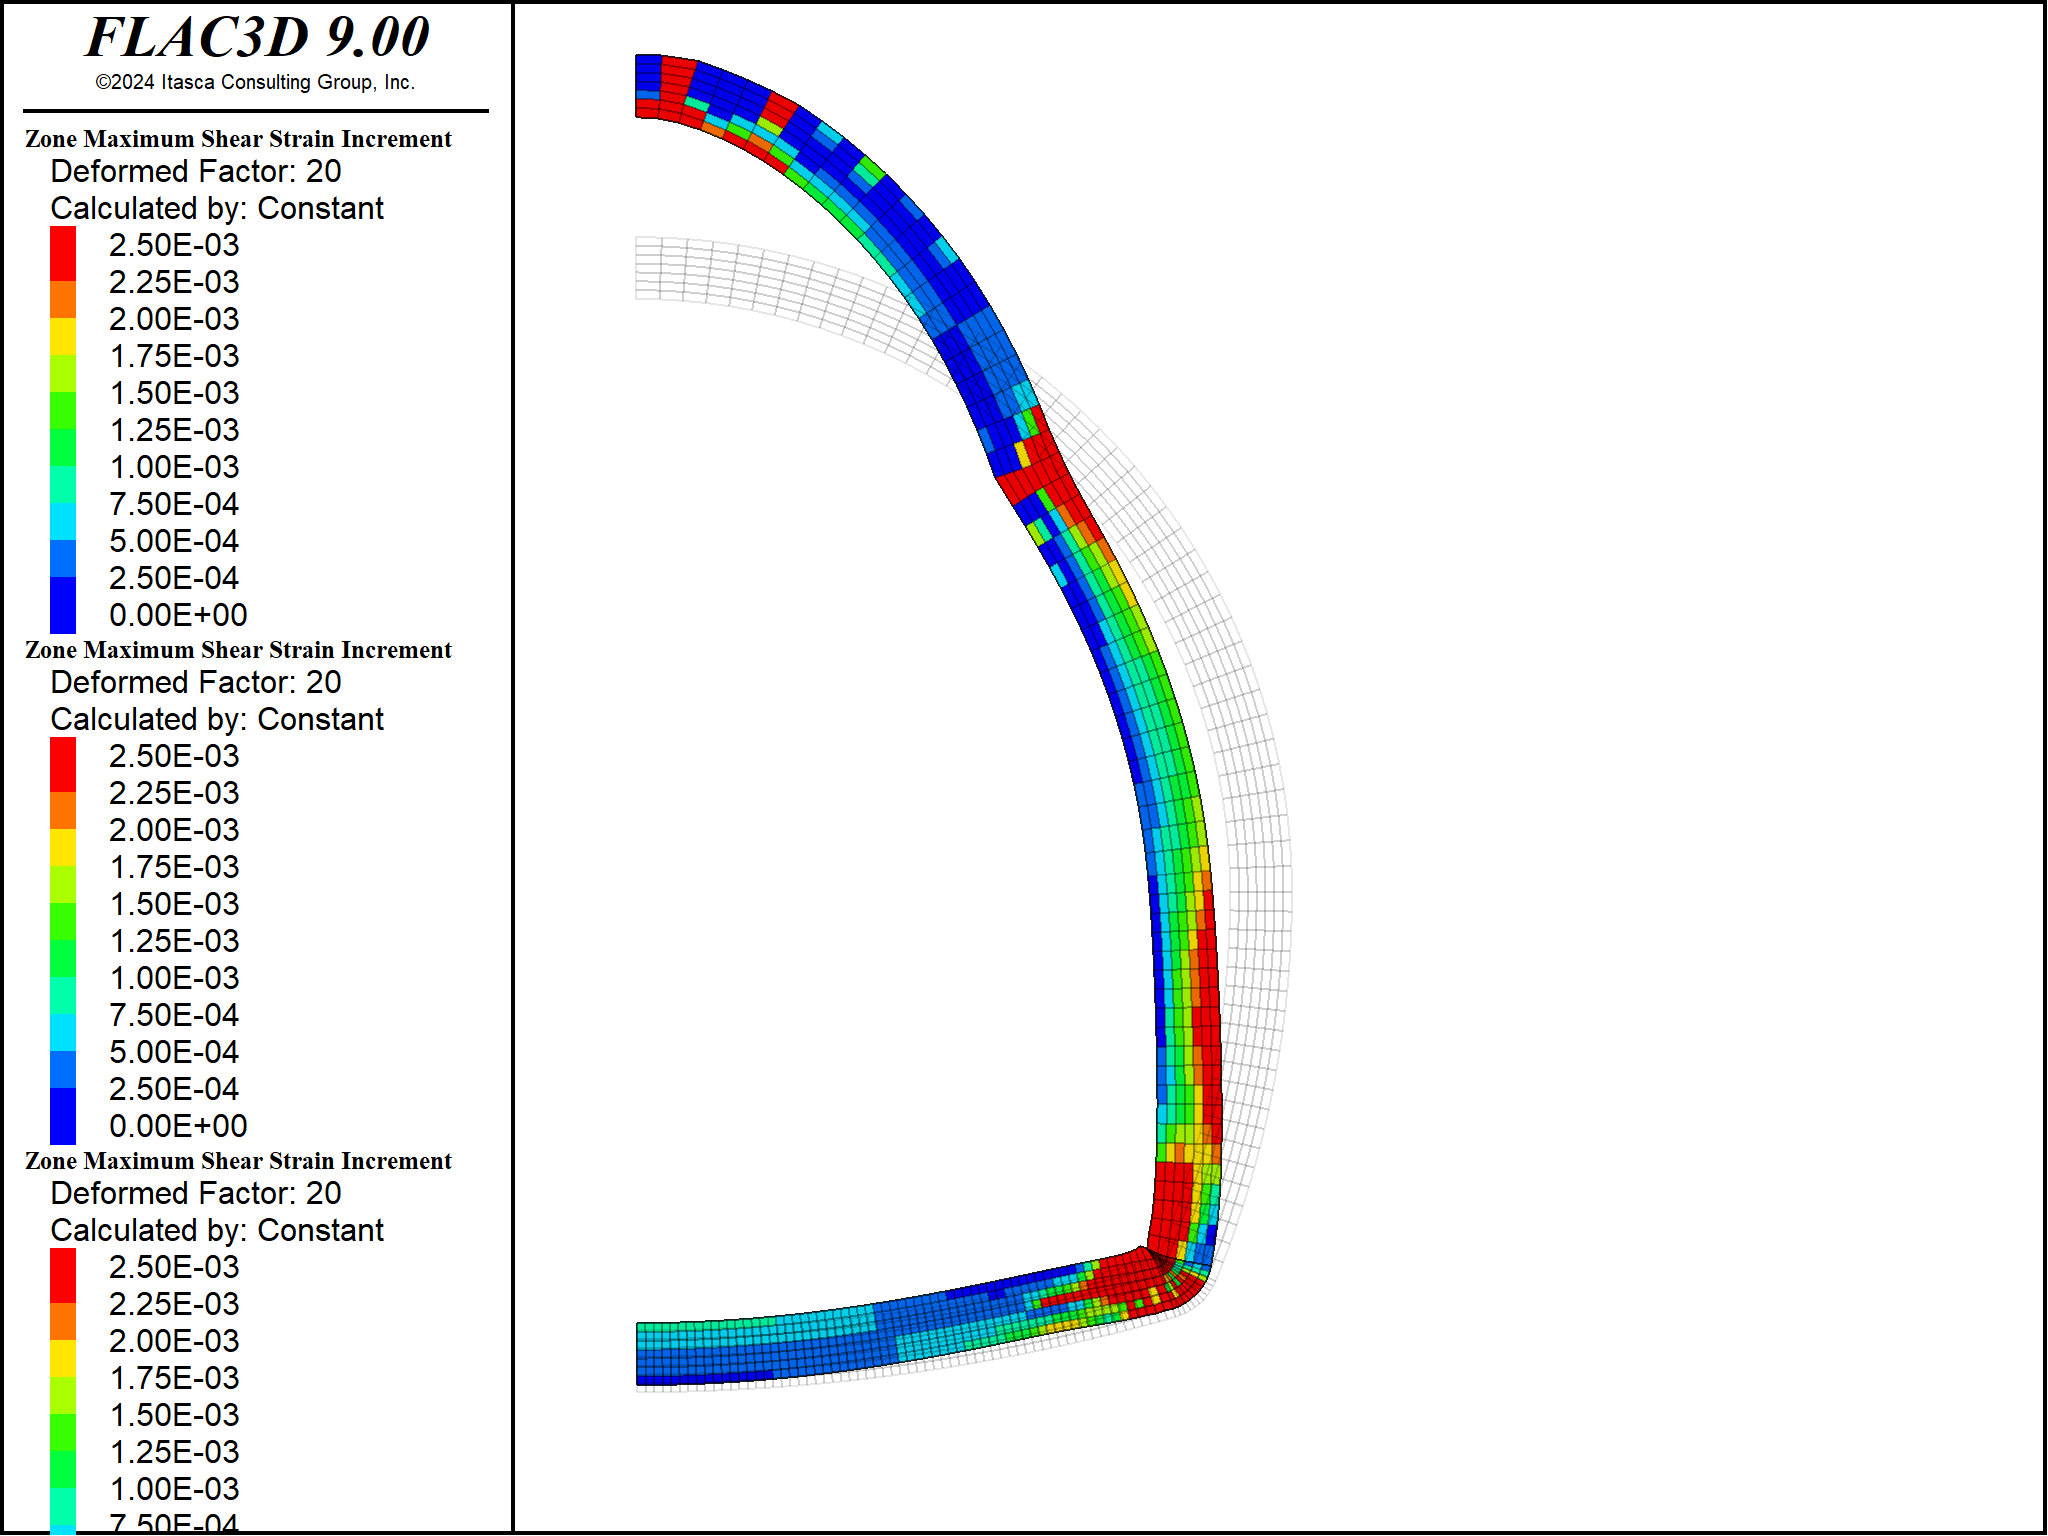 FLAC3D 9.00
©2024 Itasca Consulting Group, Inc.
Zone Maximum Shear Strain Increment
Deformed Factor: 20
Calculated by: Constant
2.50E-03
2.25E-03
2.00E-03
1.75E-03
1.50E-03
1.25E-03
1.00E-03
7.50E-04
5.00E-04
2.50E-04
0.00E+00
Zone Maximum Shear Strain Increment
Deformed Factor: 20
Calculated by: Constant
2.50E-03
2.25E-03
2.00E-03
1.75E-03
1.50E-03
1.25E-03
1.00E-03
7.50E-04
5.00E-04
2.50E-04
0.00E+00
Zone Maximum Shear Strain Increment
Deformed Factor: 20
Calculated by: Constant
2.50E-03
2.25E-03
2.00E-03
1.75E-03
1.50E-03
1.25E-03
1.00E-03
7.50E-04